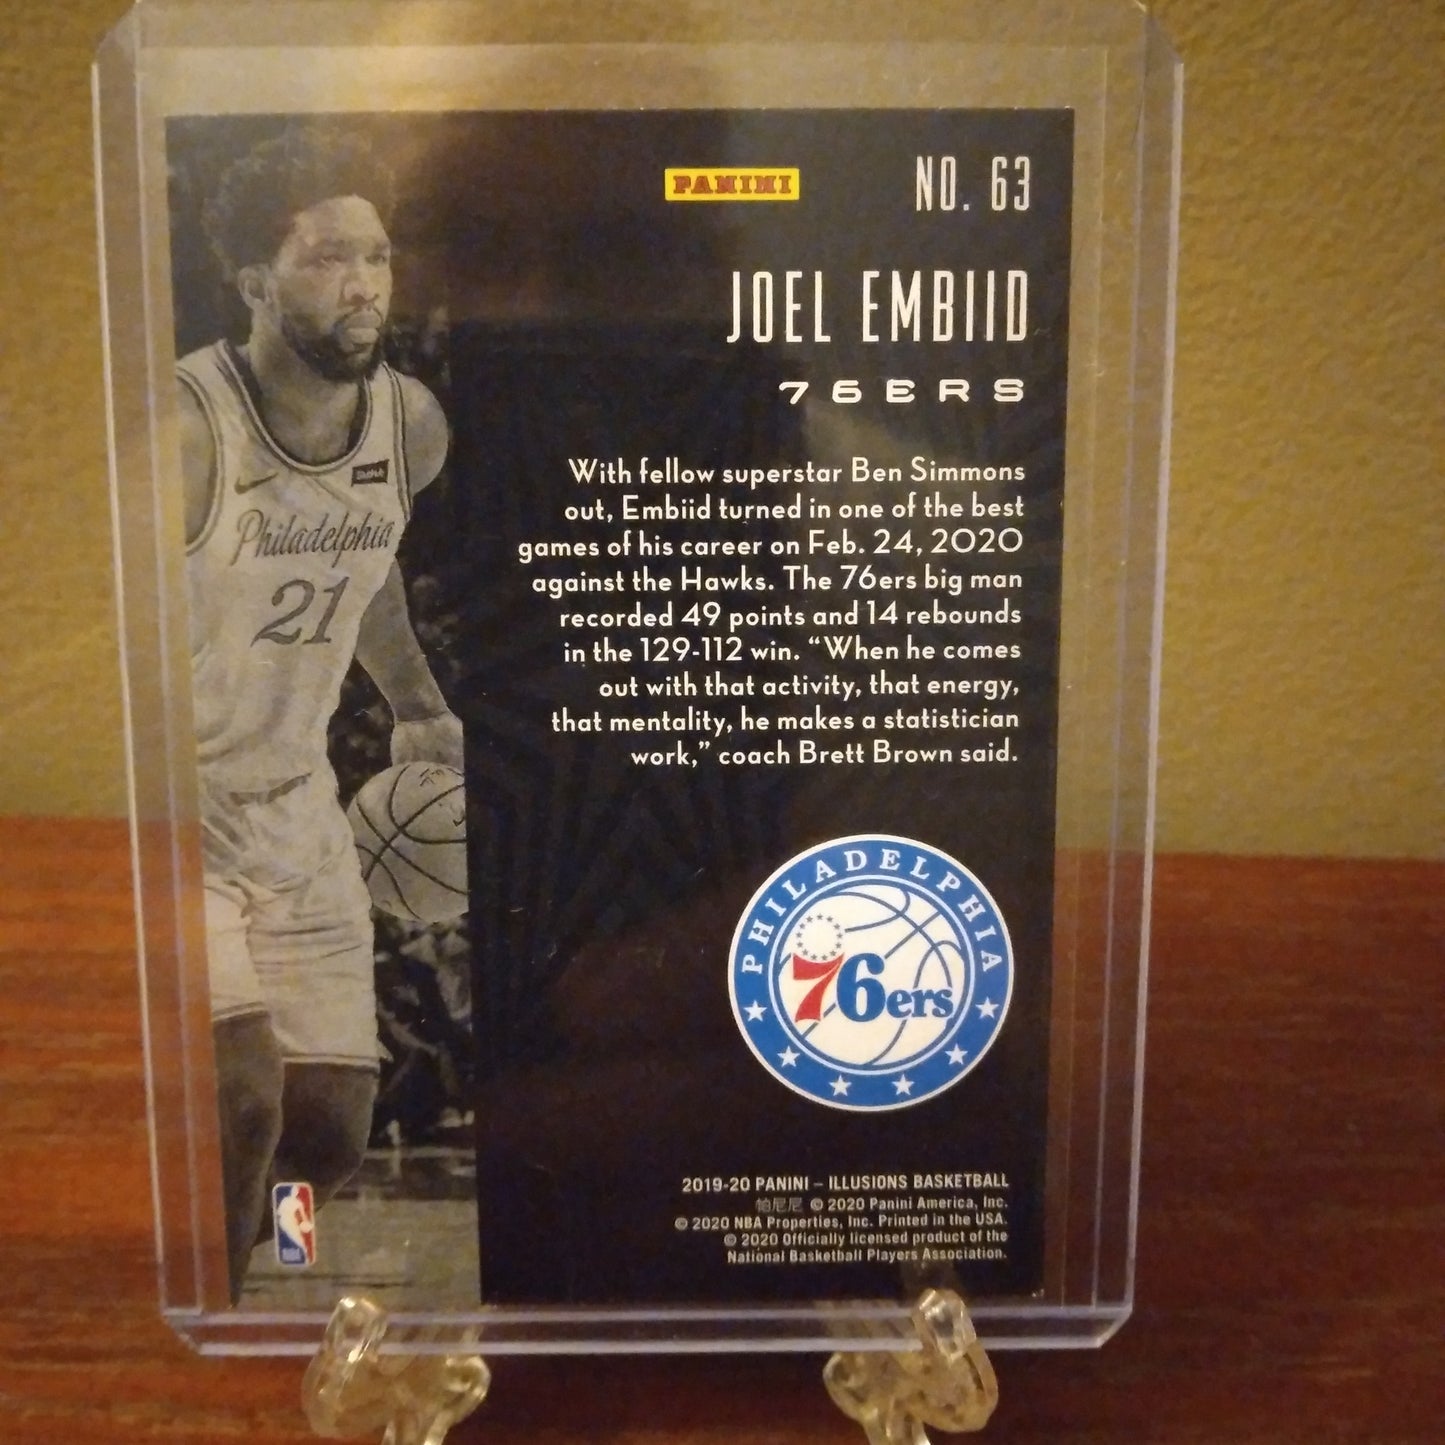 PANINI
NO. 63
JOEL EMBIID
76ERS
With fellow superstar Ben Simmons
out, Embiid turned in one of the best
games of his career on Feb. 24, 2020
against the Hawks. The 76ers big man
recorded 49 points and 14 rebounds
in the 129-112 win. “When he comes
out with that activity, that energy,
that mentality, he makes a statistician
work,” coach Brett Brown said.
Philadelphia
21
PHILADELPHIA
76ers
2019-20 PANINI – ILLUSIONS BASKETBALL
帕尼尼 © 2020 Panini America, Inc.
© 2020 NBA Properties, Inc. Printed in the USA.
© 2020 Officially licensed product of the
National Basketball Players Association.
NBA